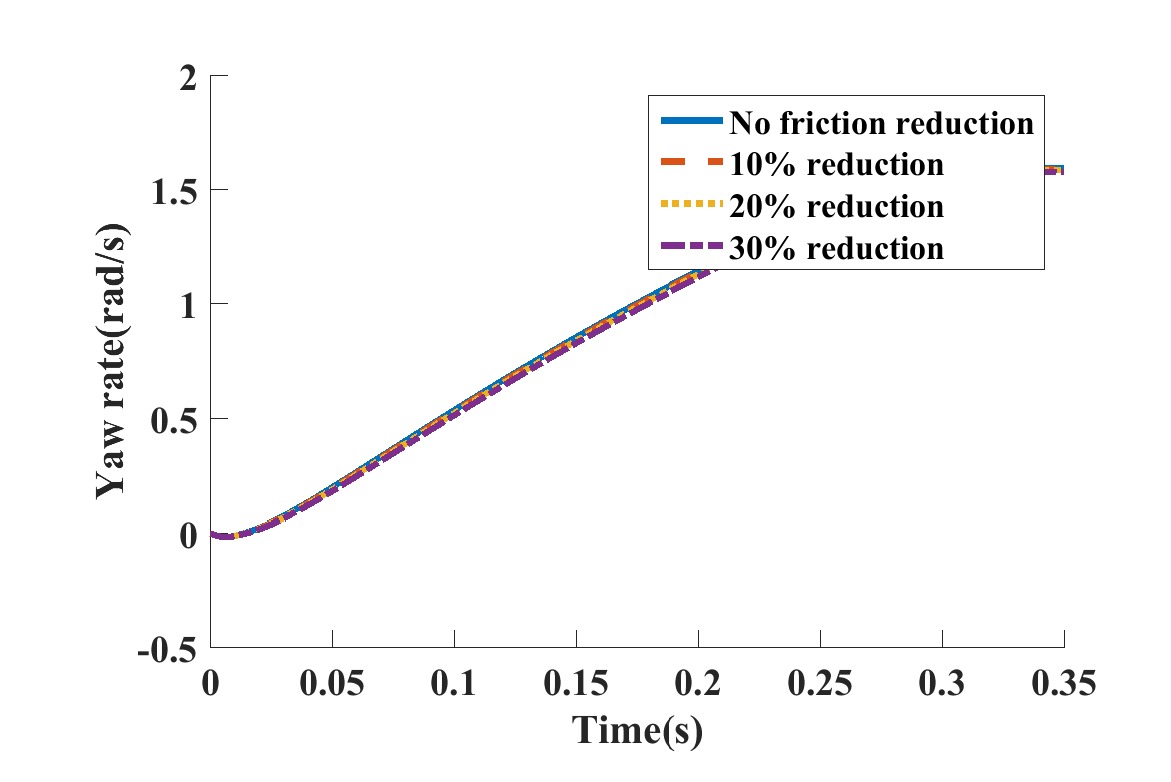 2
1.5
1
0.5
0
-0.5
0
0.05
0.1
0.15
0.2
0.25
0.3
0.35
Yaw rate(rad/s)
Time(s)
No friction reduction
10% reduction
20% reduction
30% reduction